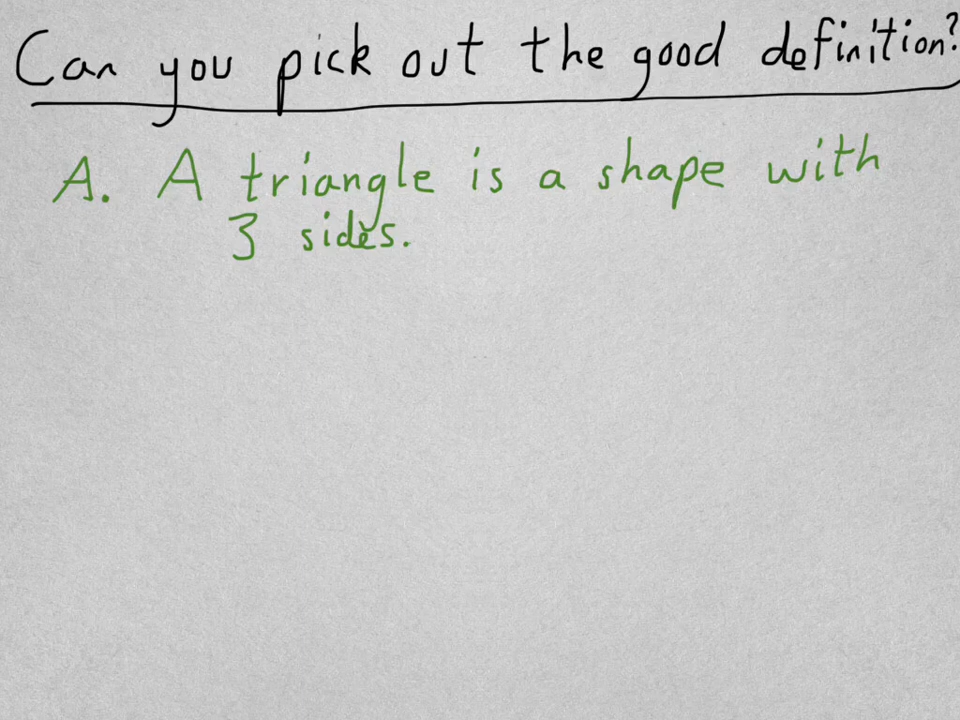 Can you pick out the good definition?
A. A triangle is a shape with
3 sides.